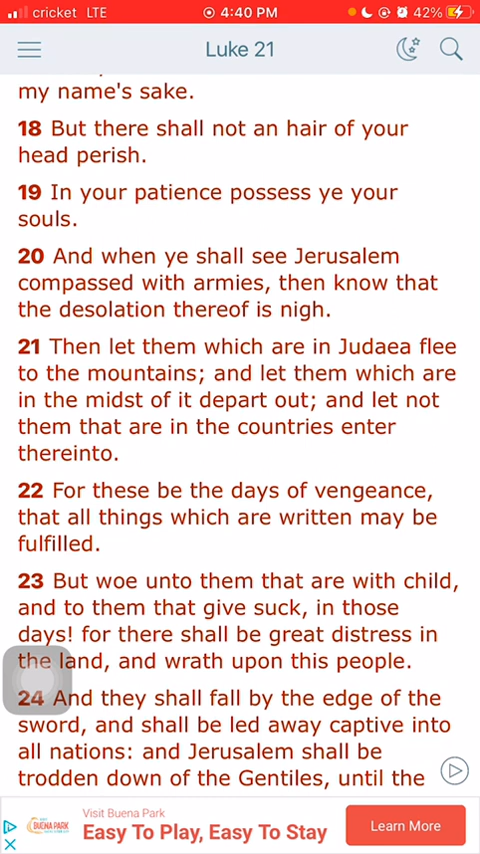 cricket LTE 4:40 PM 42%
Luke 21
my name's sake.
18 But there shall not an hair of your
head perish.
19 In your patience possess ye your
souls.
20 And when ye shall see Jerusalem
compassed with armies, then know that
the desolation thereof is nigh.
21 Then let them which are in Judaea flee
to the mountains; and let them which are
in the midst of it depart out; and let not
them that are in the countries enter
thereinto.
22 For these be the days of vengeance,
that all things which are written may be
fulfilled.
23 But woe unto them that are with child,
and to them that give suck, in those
days! for there shall be great distress in
the land, and wrath upon this people.
24 And they shall fall by the edge of the
sword, and shall be led away captive into
all nations: and Jerusalem shall be
trodden down of the Gentiles, until the
Visit Buena Park
BUENA PARK
Easy To Play, Easy To Stay
Learn More